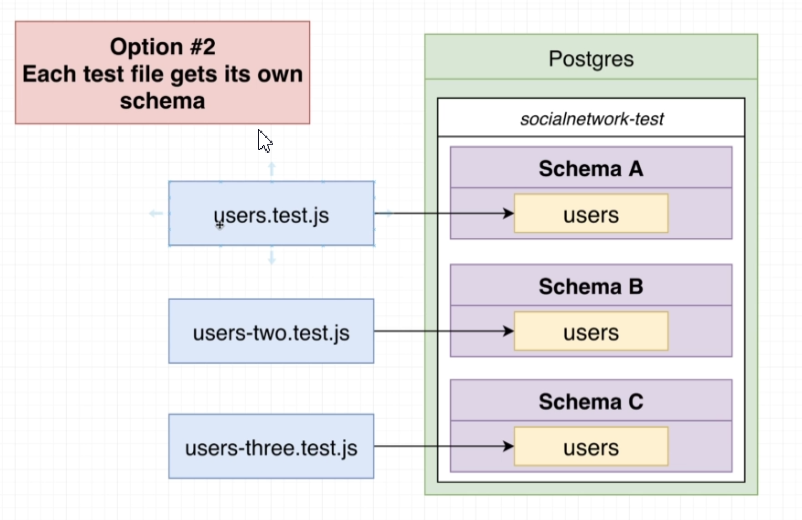 Option #2
Each test file gets its own
schema
Postgres
socialnetwork-test
Schema A
users.test.js
users
Schema B
users-two.test.js
users
Schema C
users-three.test.js
users